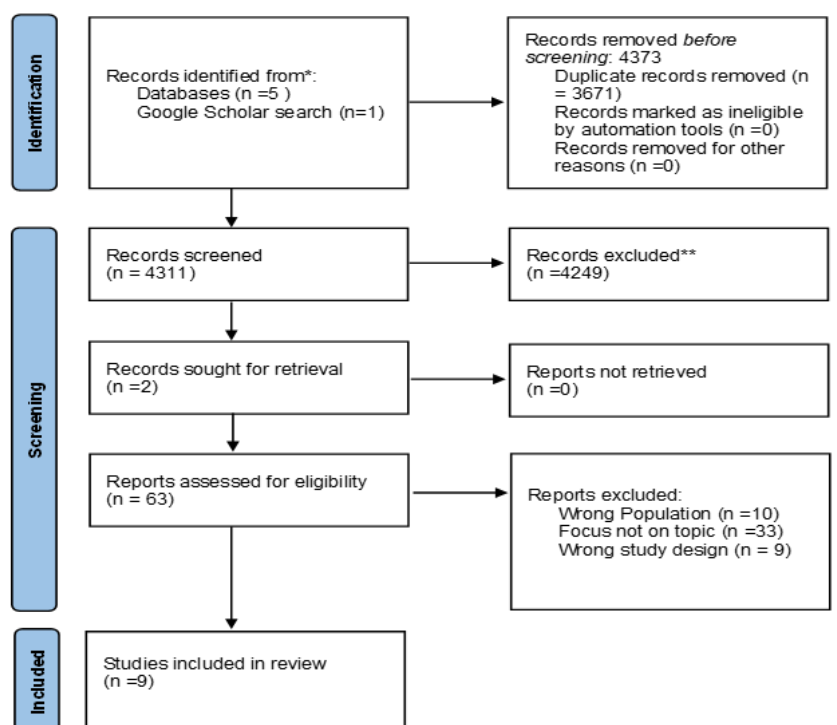 Identification
Records identified from*:
Databases (n =5 )
Google Scholar search (n=1)
Records removed before
screening: 4373
Duplicate records removed (n
= 3671)
Records marked as ineligible
by automation tools (n =0)
Records removed for other
reasons (n =0)
Screening
Records screened
(n = 4311)
Records excluded**
(n =4249)
Records sought for retrieval
(n =2)
Reports not retrieved
(n =0)
Reports assessed for eligibility
(n = 63)
Reports excluded:
Wrong Population (n =10)
Focus not on topic (n =33)
Wrong study design (n = 9)
Included
Studies included in review
(n =9)